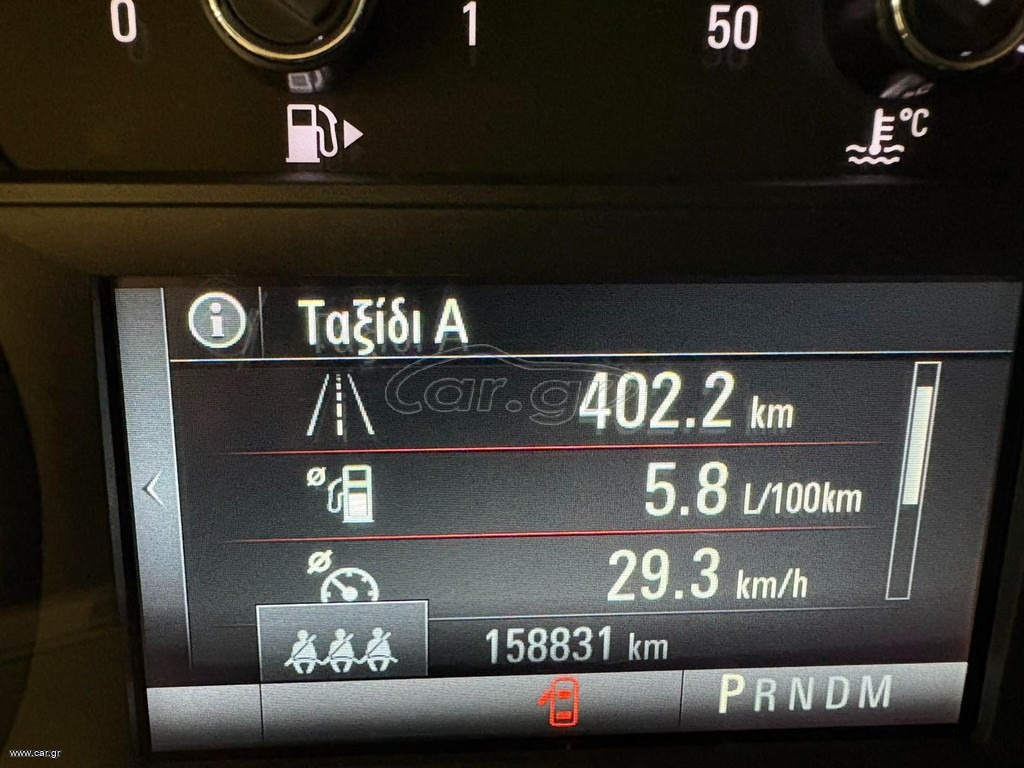 0 1 50
°C
Ταξίδι A
car.gr
402.2 km
5.8 L/100km
29.3 km/h
158831 km
PRNDM
www.car.gr